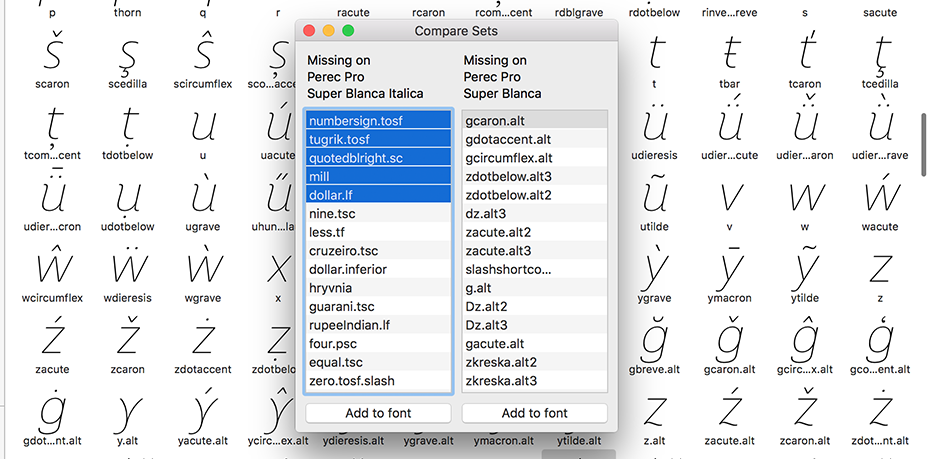 p thorn q r racute rcaron rcom...cent rdblgrave rdotbelow rinve...reve s sacute
Compare Sets
Missing on
Perec Pro
Super Blanca Italica
numbersign.tosf
tugrik.tosf
quotedblright.sc
mill
dollar.lf
nine.tsc
less.tf
cruzeiro.tsc
dollar.inferior
hryvnia
guarani.tsc
rupeeIndian.lf
four.psc
equal.tsc
zero.tosf.slash
Add to font
Missing on
Perec Pro
Super Blanca
gcaron.alt
gdotaccent.alt
gcircumflex.alt
zdotbelow.alt3
zdotbelow.alt2
dz.alt3
zacute.alt2
zacute.alt3
slashshortco...
g.alt
Dz.alt2
Dz.alt3
gacute.alt
zkreska.alt2
zkreska.alt3
Add to font
š ş ŝ ț t ŧ ť ţ
scaron scedilla scircumflex t tbar tcaron tcedilla
ț ṭ u ú ü ǘ ǚ ǜ
tcom...cent tdotbelow u uacute udieresis udier...cute udier...aron udier...rave
ǖ ụ ù ű ũ v w ẃ
udier...cron udotbelow ugrave utilde v w wacute
ŵ ẅ ẁ x ỳ ȳ ỹ z
wcircumflex wdieresis wgrave x ygrave ymacron ytilde z
ź ž ż ẓ ğ ǧ ĝ ģ
zacute zcaron zdotaccent gbreve.alt gcaron.alt gcirc...x.alt gco...ent.alt
ġ y ý ŷ z ź ž ż
gdot...nt.alt y.alt yacute.alt ycirc...ex.alt ydieresis.alt ygrave.alt ymacron.alt ytilde.alt z.alt zacute.alt zcaron.alt zdot...nt.alt